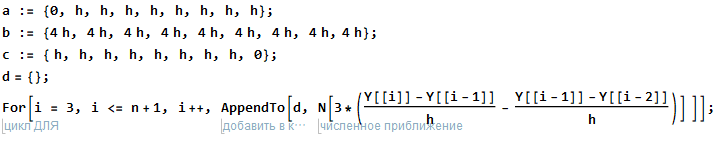 a := {0, h, h, h, h, h, h, h, h};
b := {4 h, 4 h, 4 h, 4 h, 4 h, 4 h, 4 h, 4 h, 4 h};
c := { h, h, h, h, h, h, h, h, 0};
d = {};
For[i = 3, i <= n + 1, i++, AppendTo[d, N[3 * ((Y[[i]] - Y[[i - 1]])/h - (Y[[i - 1]] - Y[[i - 2]])/h)] ]];
цикл ДЛЯ добавить в к… численное приближение